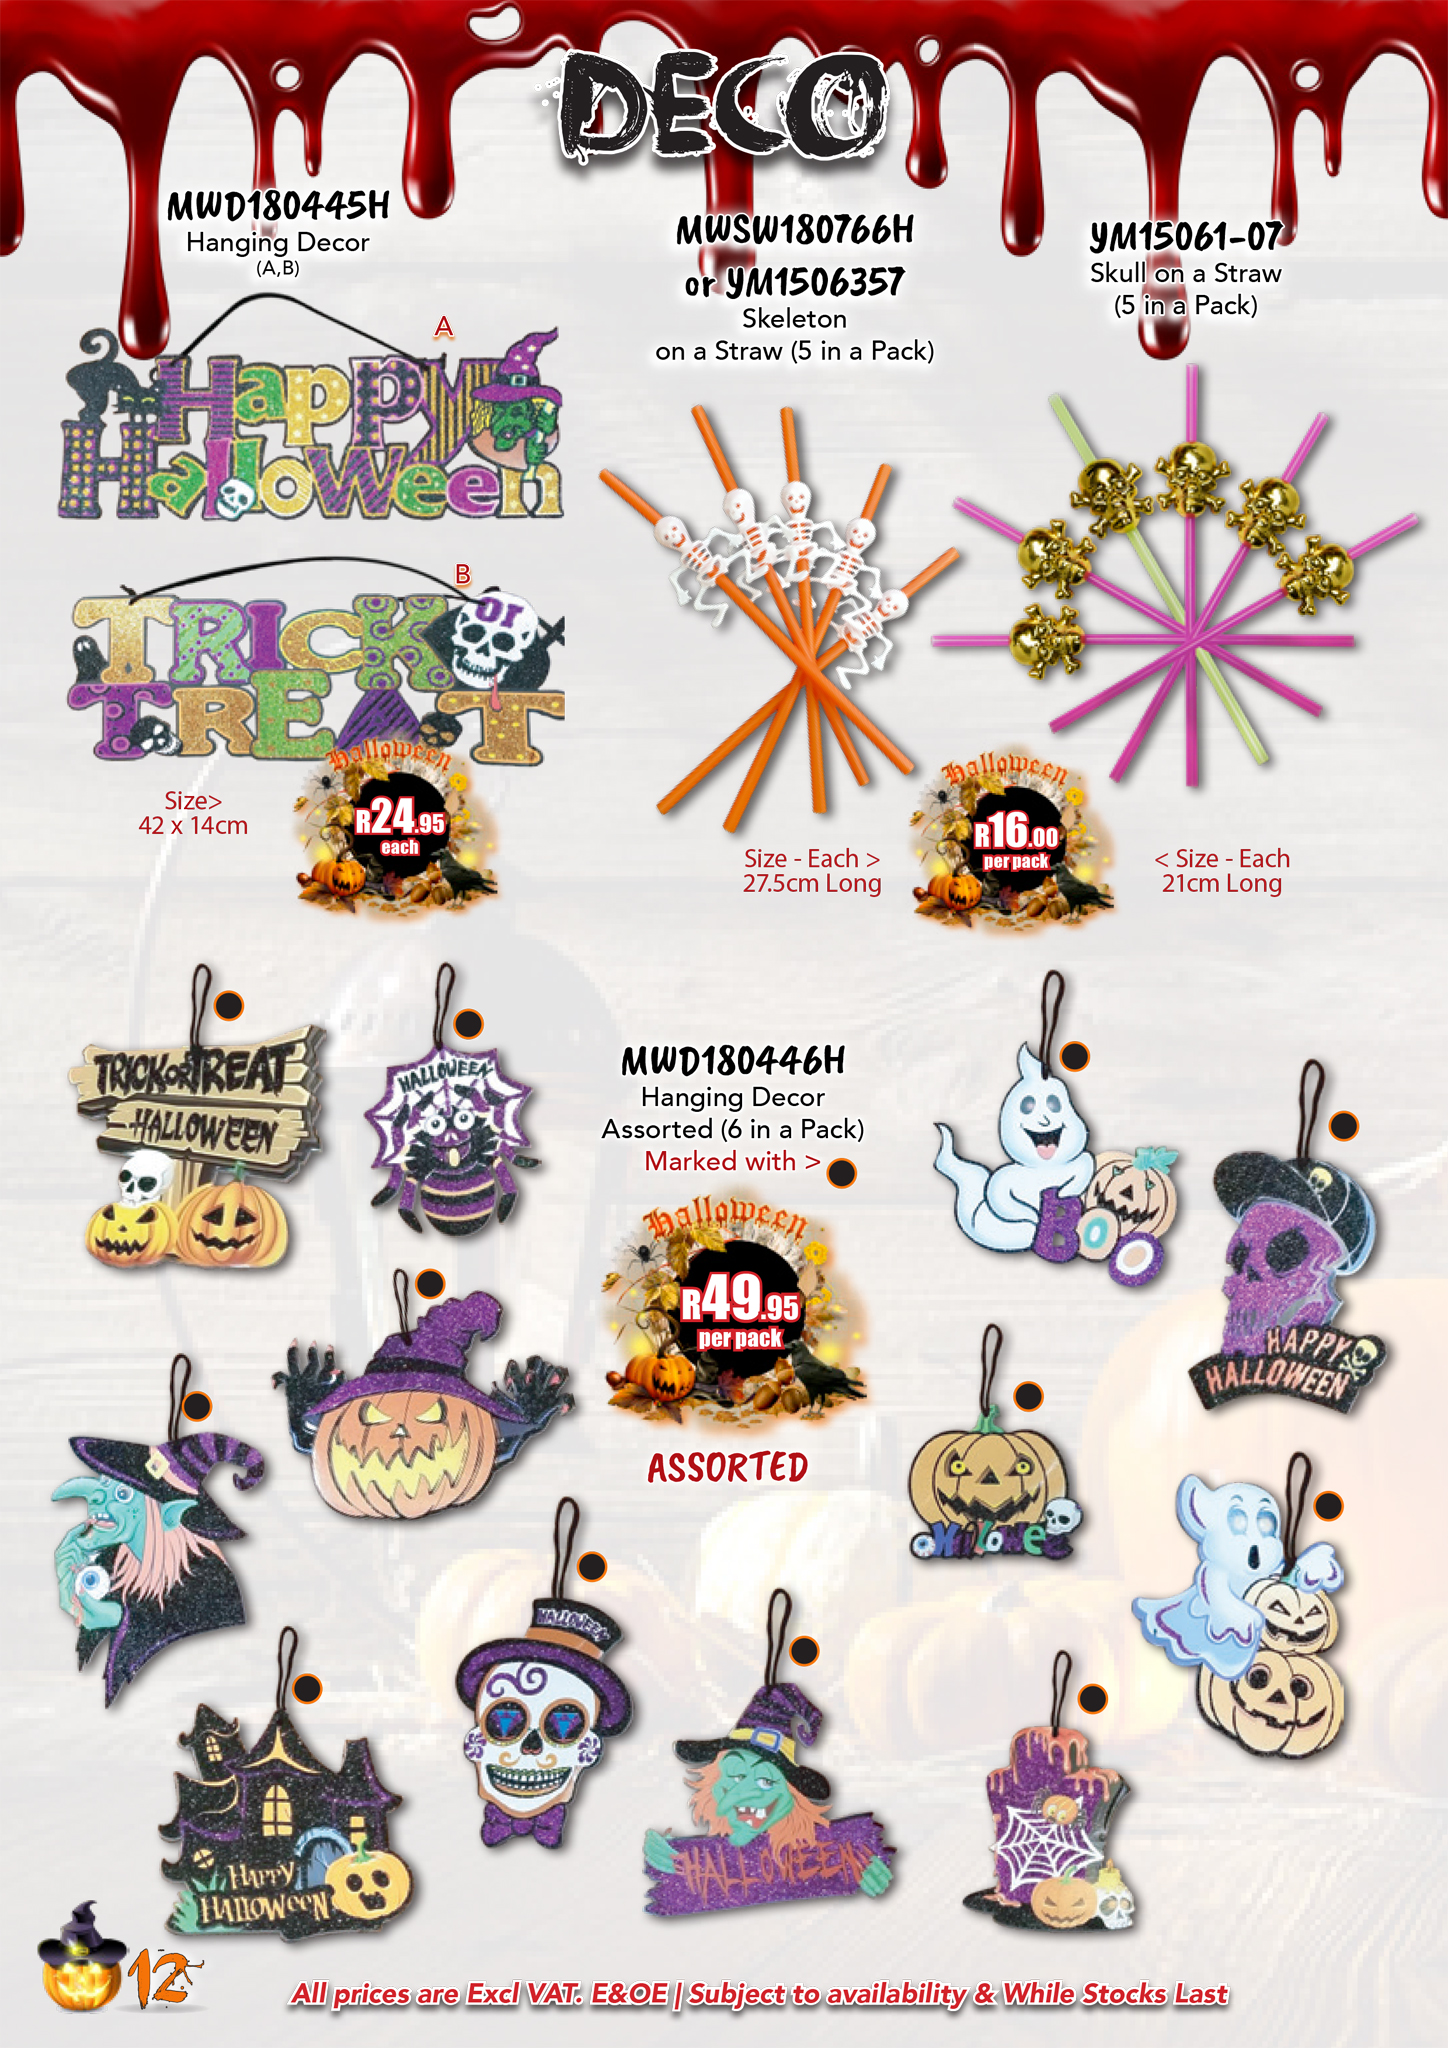 DECO
MWD180445H
Hanging Decor
(A,B)
A
Happy
Halloween
B
TRICK or
TREAT
Size>
42 x 14cm
Halloween
R24.95
each
MWSW180766H
or YM1506357
Skeleton
on a Straw (5 in a Pack)
YM15061-07
Skull on a Straw
(5 in a Pack)
Size - Each >
27.5cm Long
Halloween
R16.00
per pack
< Size - Each
21cm Long
TRICK OR TREAT
HALLOWEEN
HALLOWEEN
MWD180446H
Hanging Decor
Assorted (6 in a Pack)
Marked with >
Halloween
R49.95
per pack
ASSORTED
BOO
HAPPY
HALLOWEEN
HALLOWEEN
HAPPY
HALLOWEEN
HALLOWEEN
12
All prices are Excl VAT. E&OE | Subject to availability & While Stocks Last